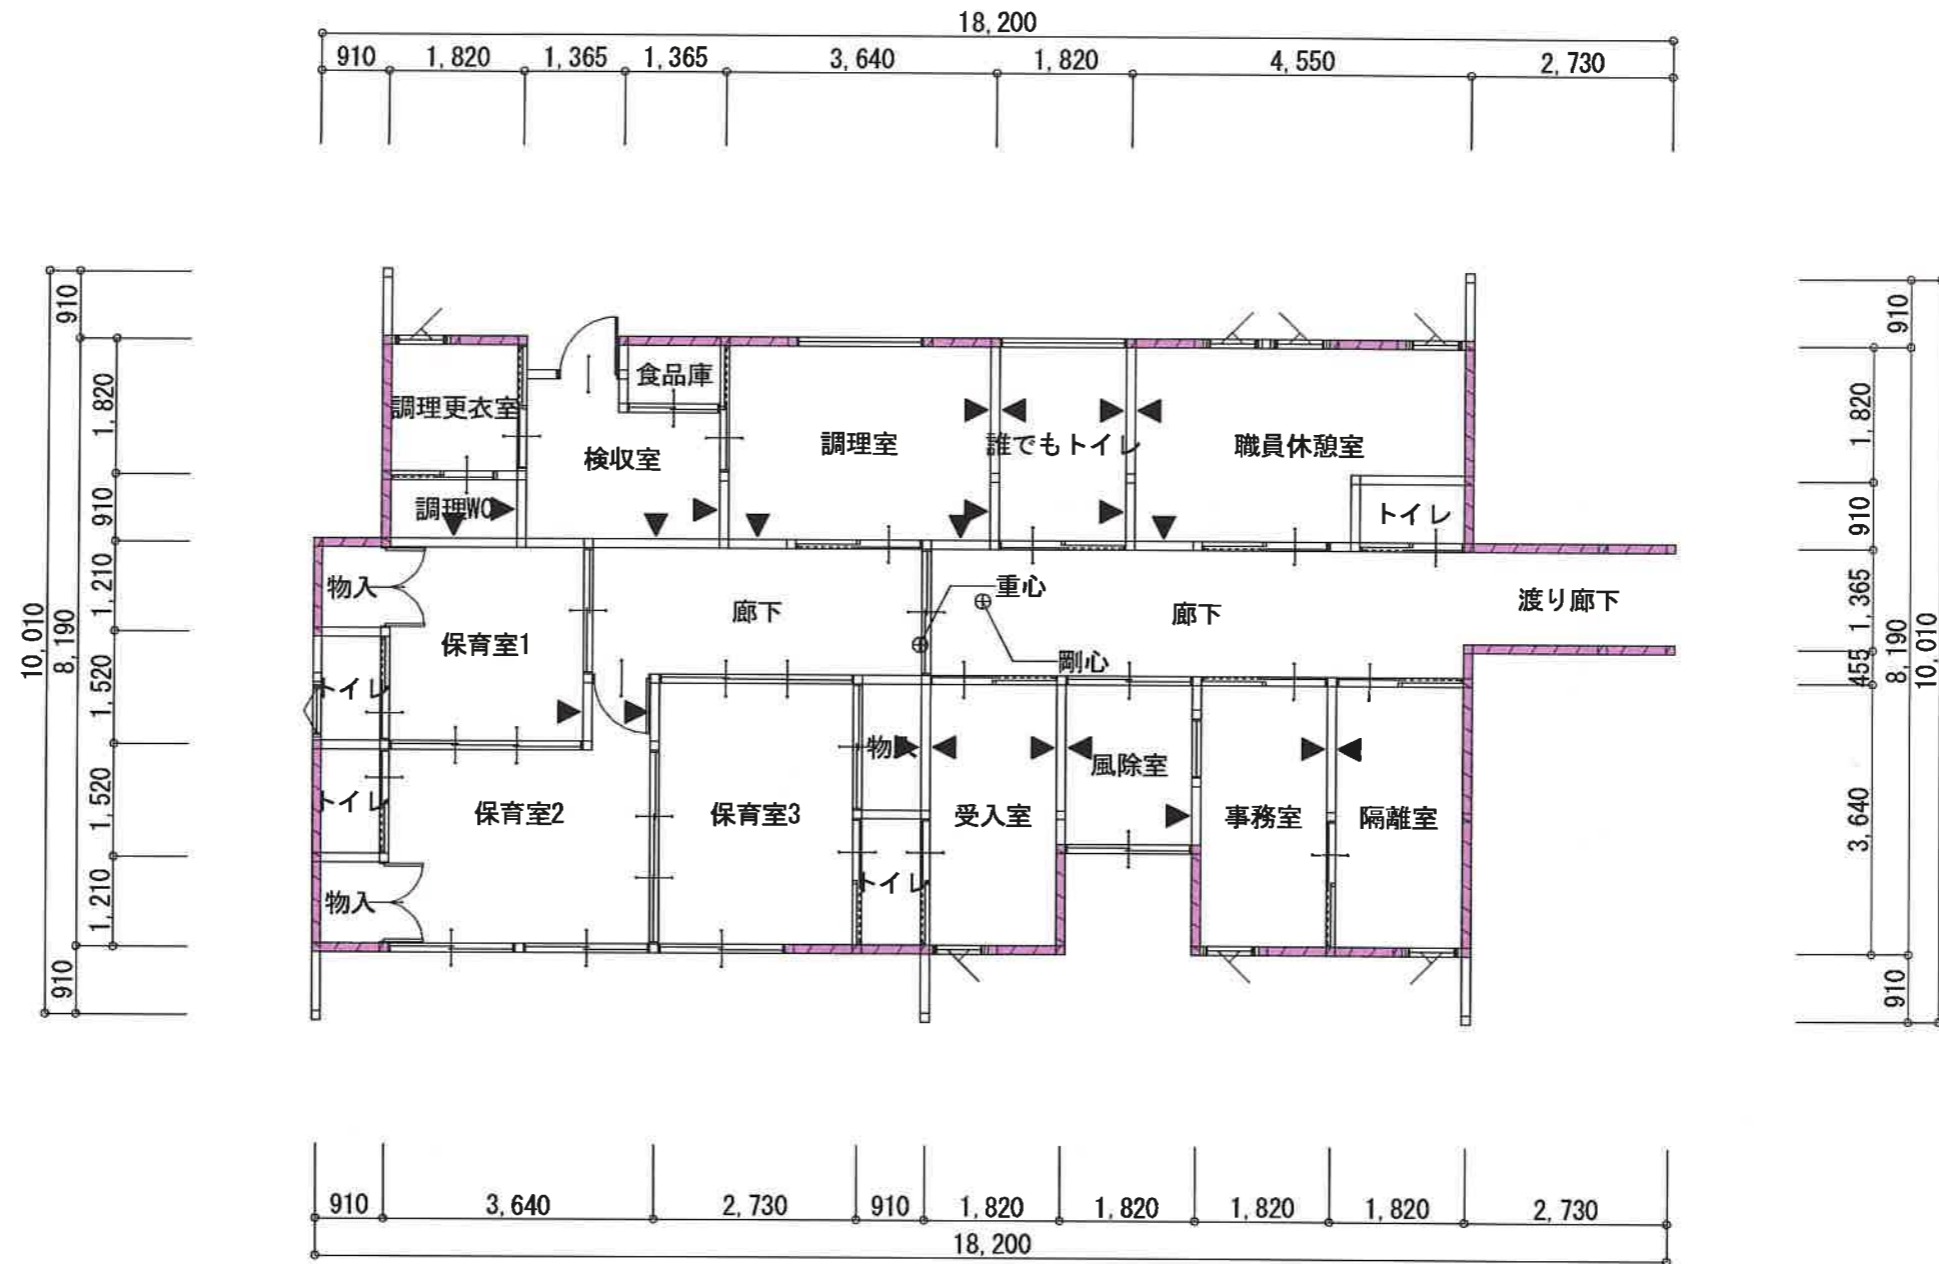 18,200
910 1,820 1,365 1,365 3,640 1,820 4,550 2,730
10,010
8,190
910
1,820
910
1,210
1,520
1,520
1,210
910
調理更衣室
食品庫
検収室
調理室
誰でもトイレ
職員休憩室
調理WC
トイレ
物入
保育室1
廊下
重心
剛心
廊下
渡り廊下
トイレ
トイレ
物入
保育室2
保育室3
物入
トイレ
受入室
風除室
事務室
隔離室
910
1,820
910
1,365
455
3,640
910
8,190
10,010
910 3,640 2,730 910 1,820 1,820 1,820 1,820 2,730
18,200